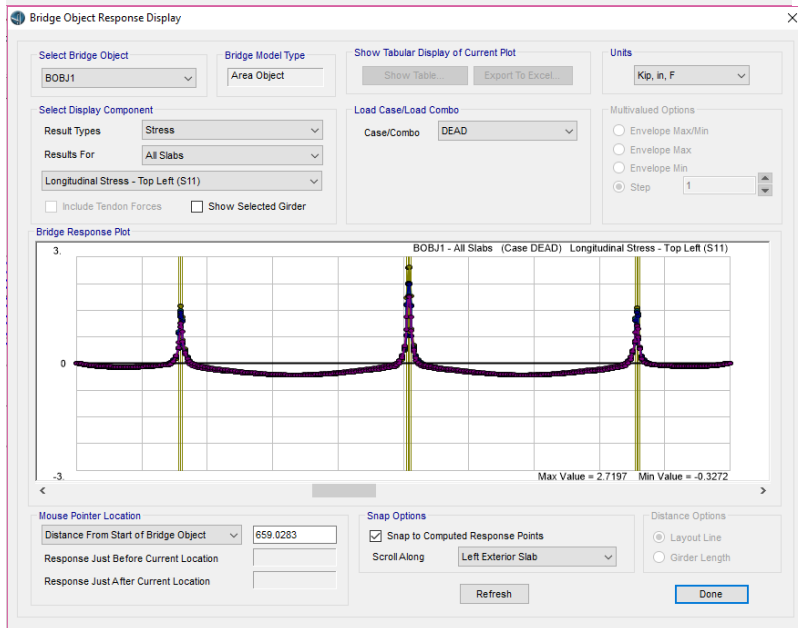 Bridge Object Response Display
Select Bridge Object
BOBJ1
Bridge Model Type
Area Object
Show Tabular Display of Current Plot
Show Table...
Export To Excel...
Units
Kip, in, F
Select Display Component
Result Types
Stress
Results For
All Slabs
Longitudinal Stress - Top Left (S11)
Include Tendon Forces
Show Selected Girder
Load Case/Load Combo
Case/Combo
DEAD
Multivalued Options
Envelope Max/Min
Envelope Max
Envelope Min
Step
1
Bridge Response Plot
3.
BOBJ1 - All Slabs (Case DEAD) Longitudinal Stress - Top Left (S11)
0
-3.
Max Value = 2.7197 Min Value = -0.3272
Mouse Pointer Location
Distance From Start of Bridge Object
659.0283
Response Just Before Current Location
Response Just After Current Location
Snap Options
Snap to Computed Response Points
Scroll Along
Left Exterior Slab
Refresh
Distance Options
Layout Line
Girder Length
Done